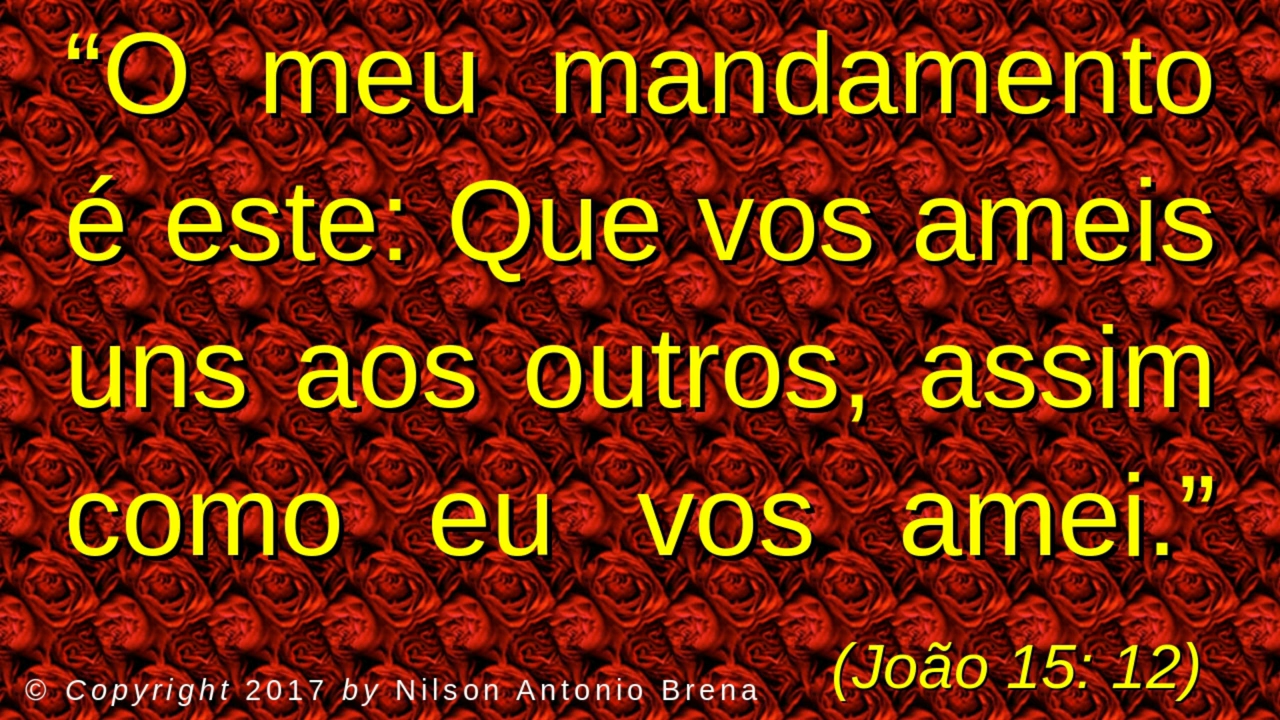 “O meu mandamento
é este: Que vos ameis
uns aos outros, assim
como eu vos amei.”
(João 15: 12)
© Copyright 2017 by Nilson Antonio Brena